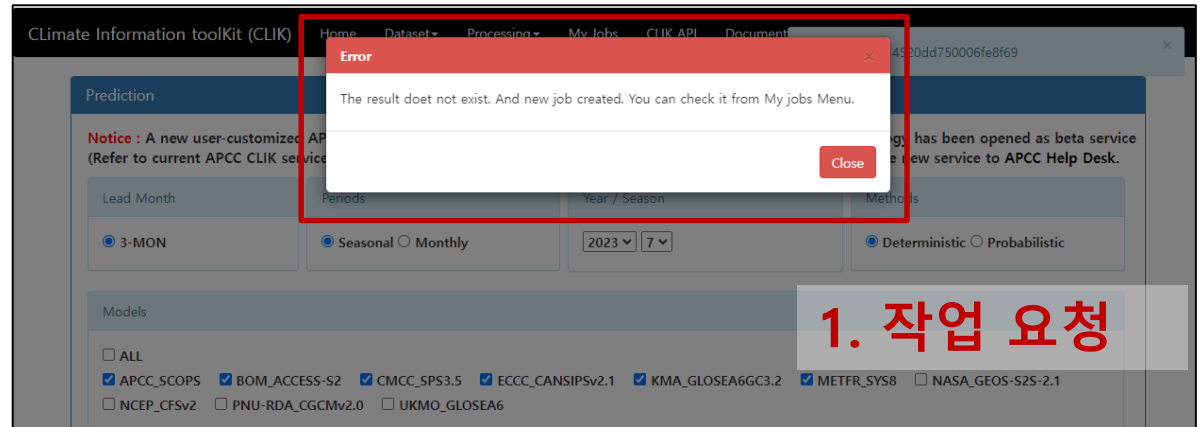 CLimate Information toolKit (CLIK) Home Dataset Processing My Jobs CLIK API Document
4520dd750006fe8f69 ×
Error ×
The result doet not exist. And new job created. You can check it from My jobs Menu.
Close
Prediction
Notice : A new user-customized has been opened as beta service
(Refer to current APCC CLIK new service to APCC Help Desk.
Lead Month Periods Year / Season Methods
3-MON Seasonal Monthly 2023 7 Deterministic Probabilistic
Models
1. 작업 요청
ALL
APCC_SCOPS BOM_ACCESS-S2 CMCC_SPS3.5 ECCC_CANSIPSv2.1 KMA_GLOSEA6GC3.2 METFR_SYS8 NASA_GEOS-S2S-2.1
NCEP_CFSv2 PNU-RDA_CGCMv2.0 UKMO_GLOSEA6